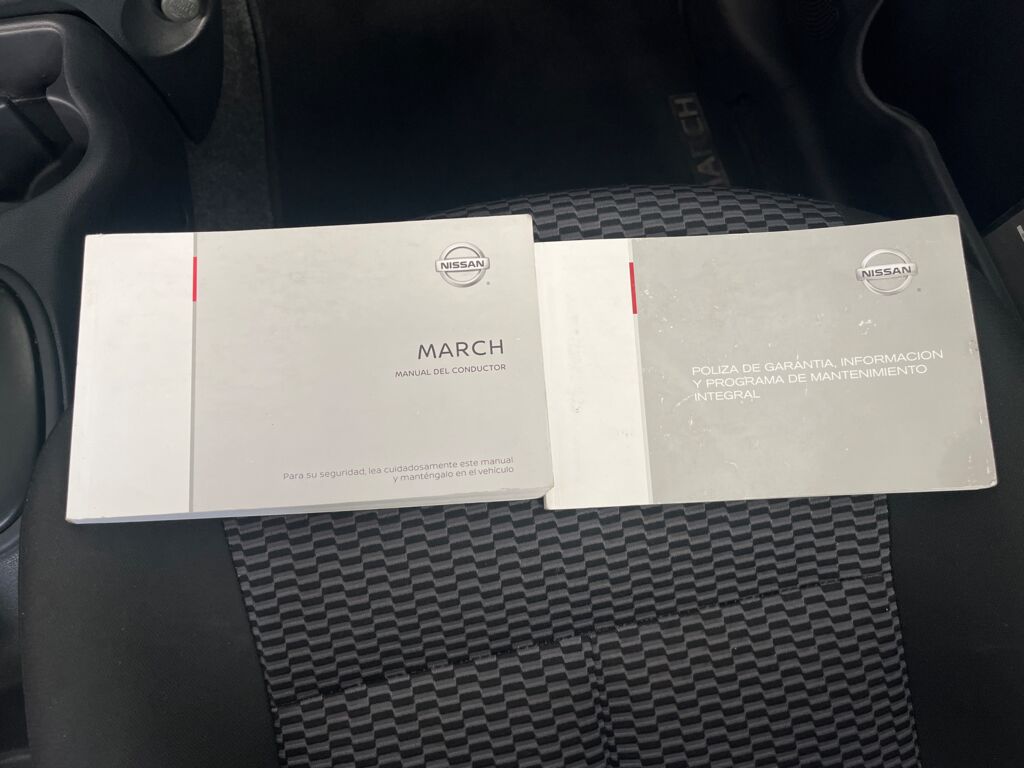 NISSAN
MARCH
MANUAL DEL CONDUCTOR
Para su seguridad, lea cuidadosamente este manual
y manténgalo en el vehículo
NISSAN
POLIZA DE GARANTIA, INFORMACION
Y PROGRAMA DE MANTENIMIENTO
INTEGRAL
MARCH